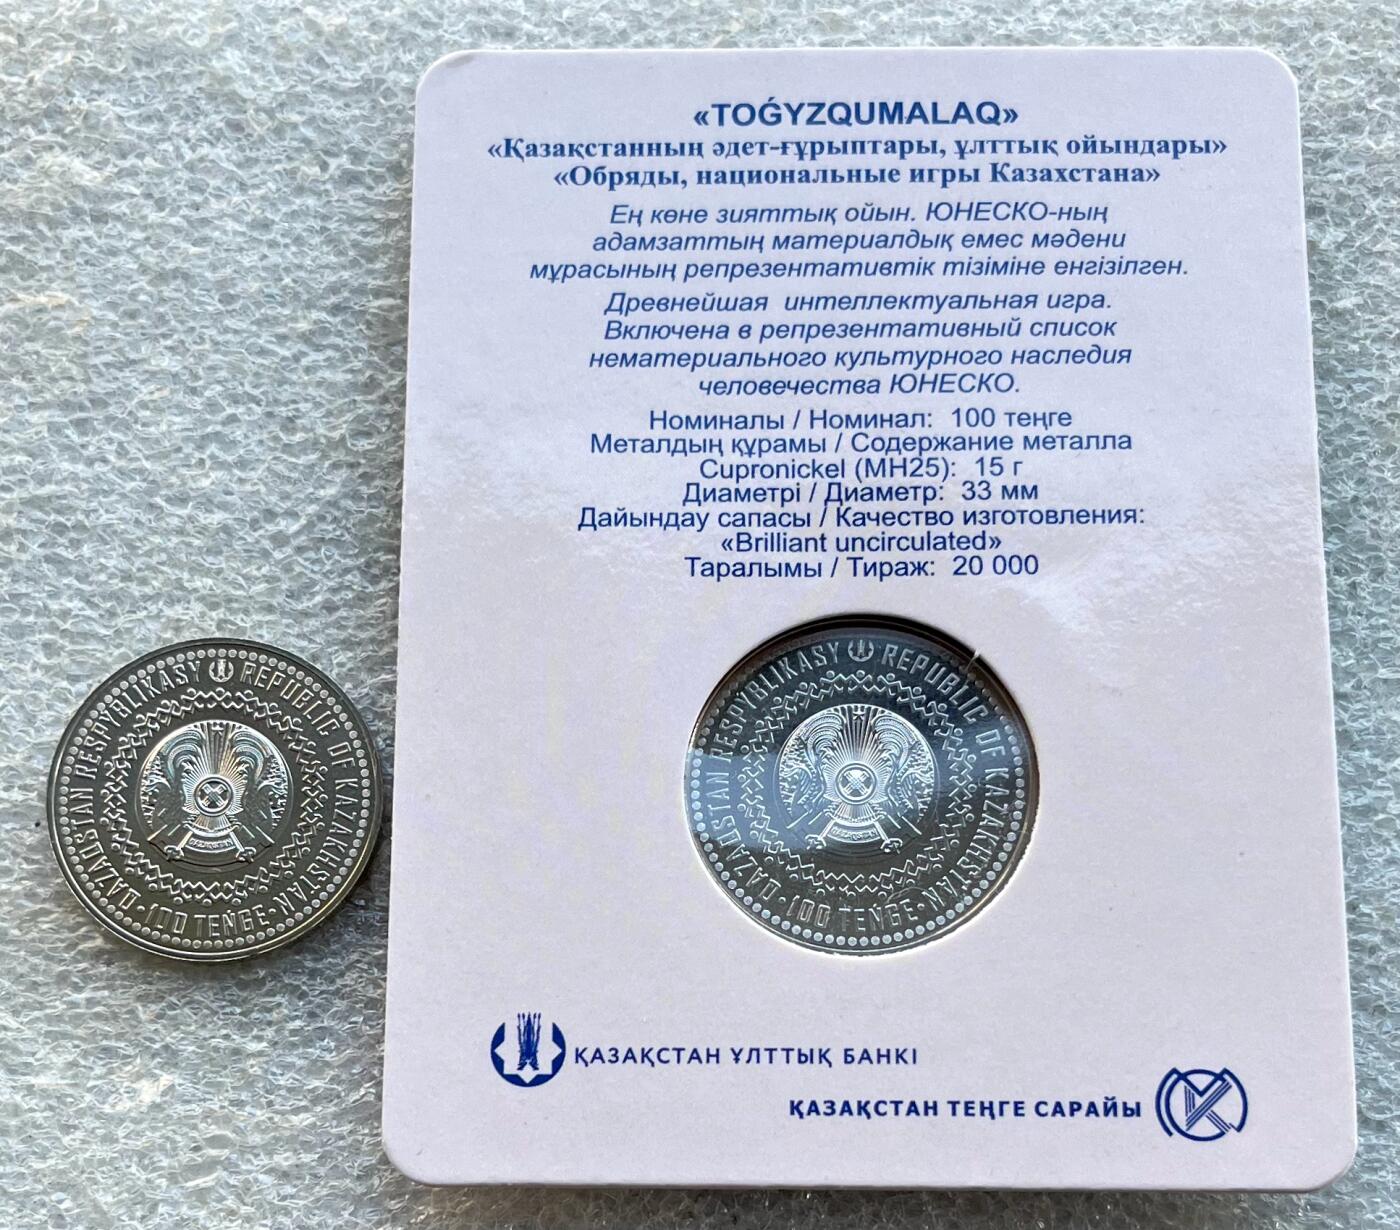 «TOǴYZQUMALAQ»
«Қазақстанның әдет-ғұрыптары, ұлттық ойындары»
«Обряды, национальные игры Казахстана»
Ең көне зияттық ойын. ЮНЕСКО-ның
адамзаттың материалдық емес мәдени
мұрасының репрезентативтік тізіміне енгізілген.
Древнейшая интеллектуальная игра.
Включена в репрезентативный список
нематериального культурного наследия
человечества ЮНЕСКО.
Номиналы / Номинал: 100 теңге
Металдың құрамы / Содержание металла
Cupronickel (МН25): 15 г
Диаметрі / Диаметр: 33 мм
Дайындау сапасы / Качество изготовления:
«Brilliant uncirculated»
Таралымы / Тираж: 20 000
QAZAQSTAN RESPYBLIKASY REPUBLIC OF KAZAKHSTAN
· 100 TEŃGE ·
QAZAQSTAN RESPYBLIKASY REPUBLIC OF KAZAKHSTAN
· 100 TEŃGE ·
ҚАЗАҚСТАН ҰЛТТЫҚ БАНКІ
ҚАЗАҚСТАН ТЕҢГЕ САРАЙЫ